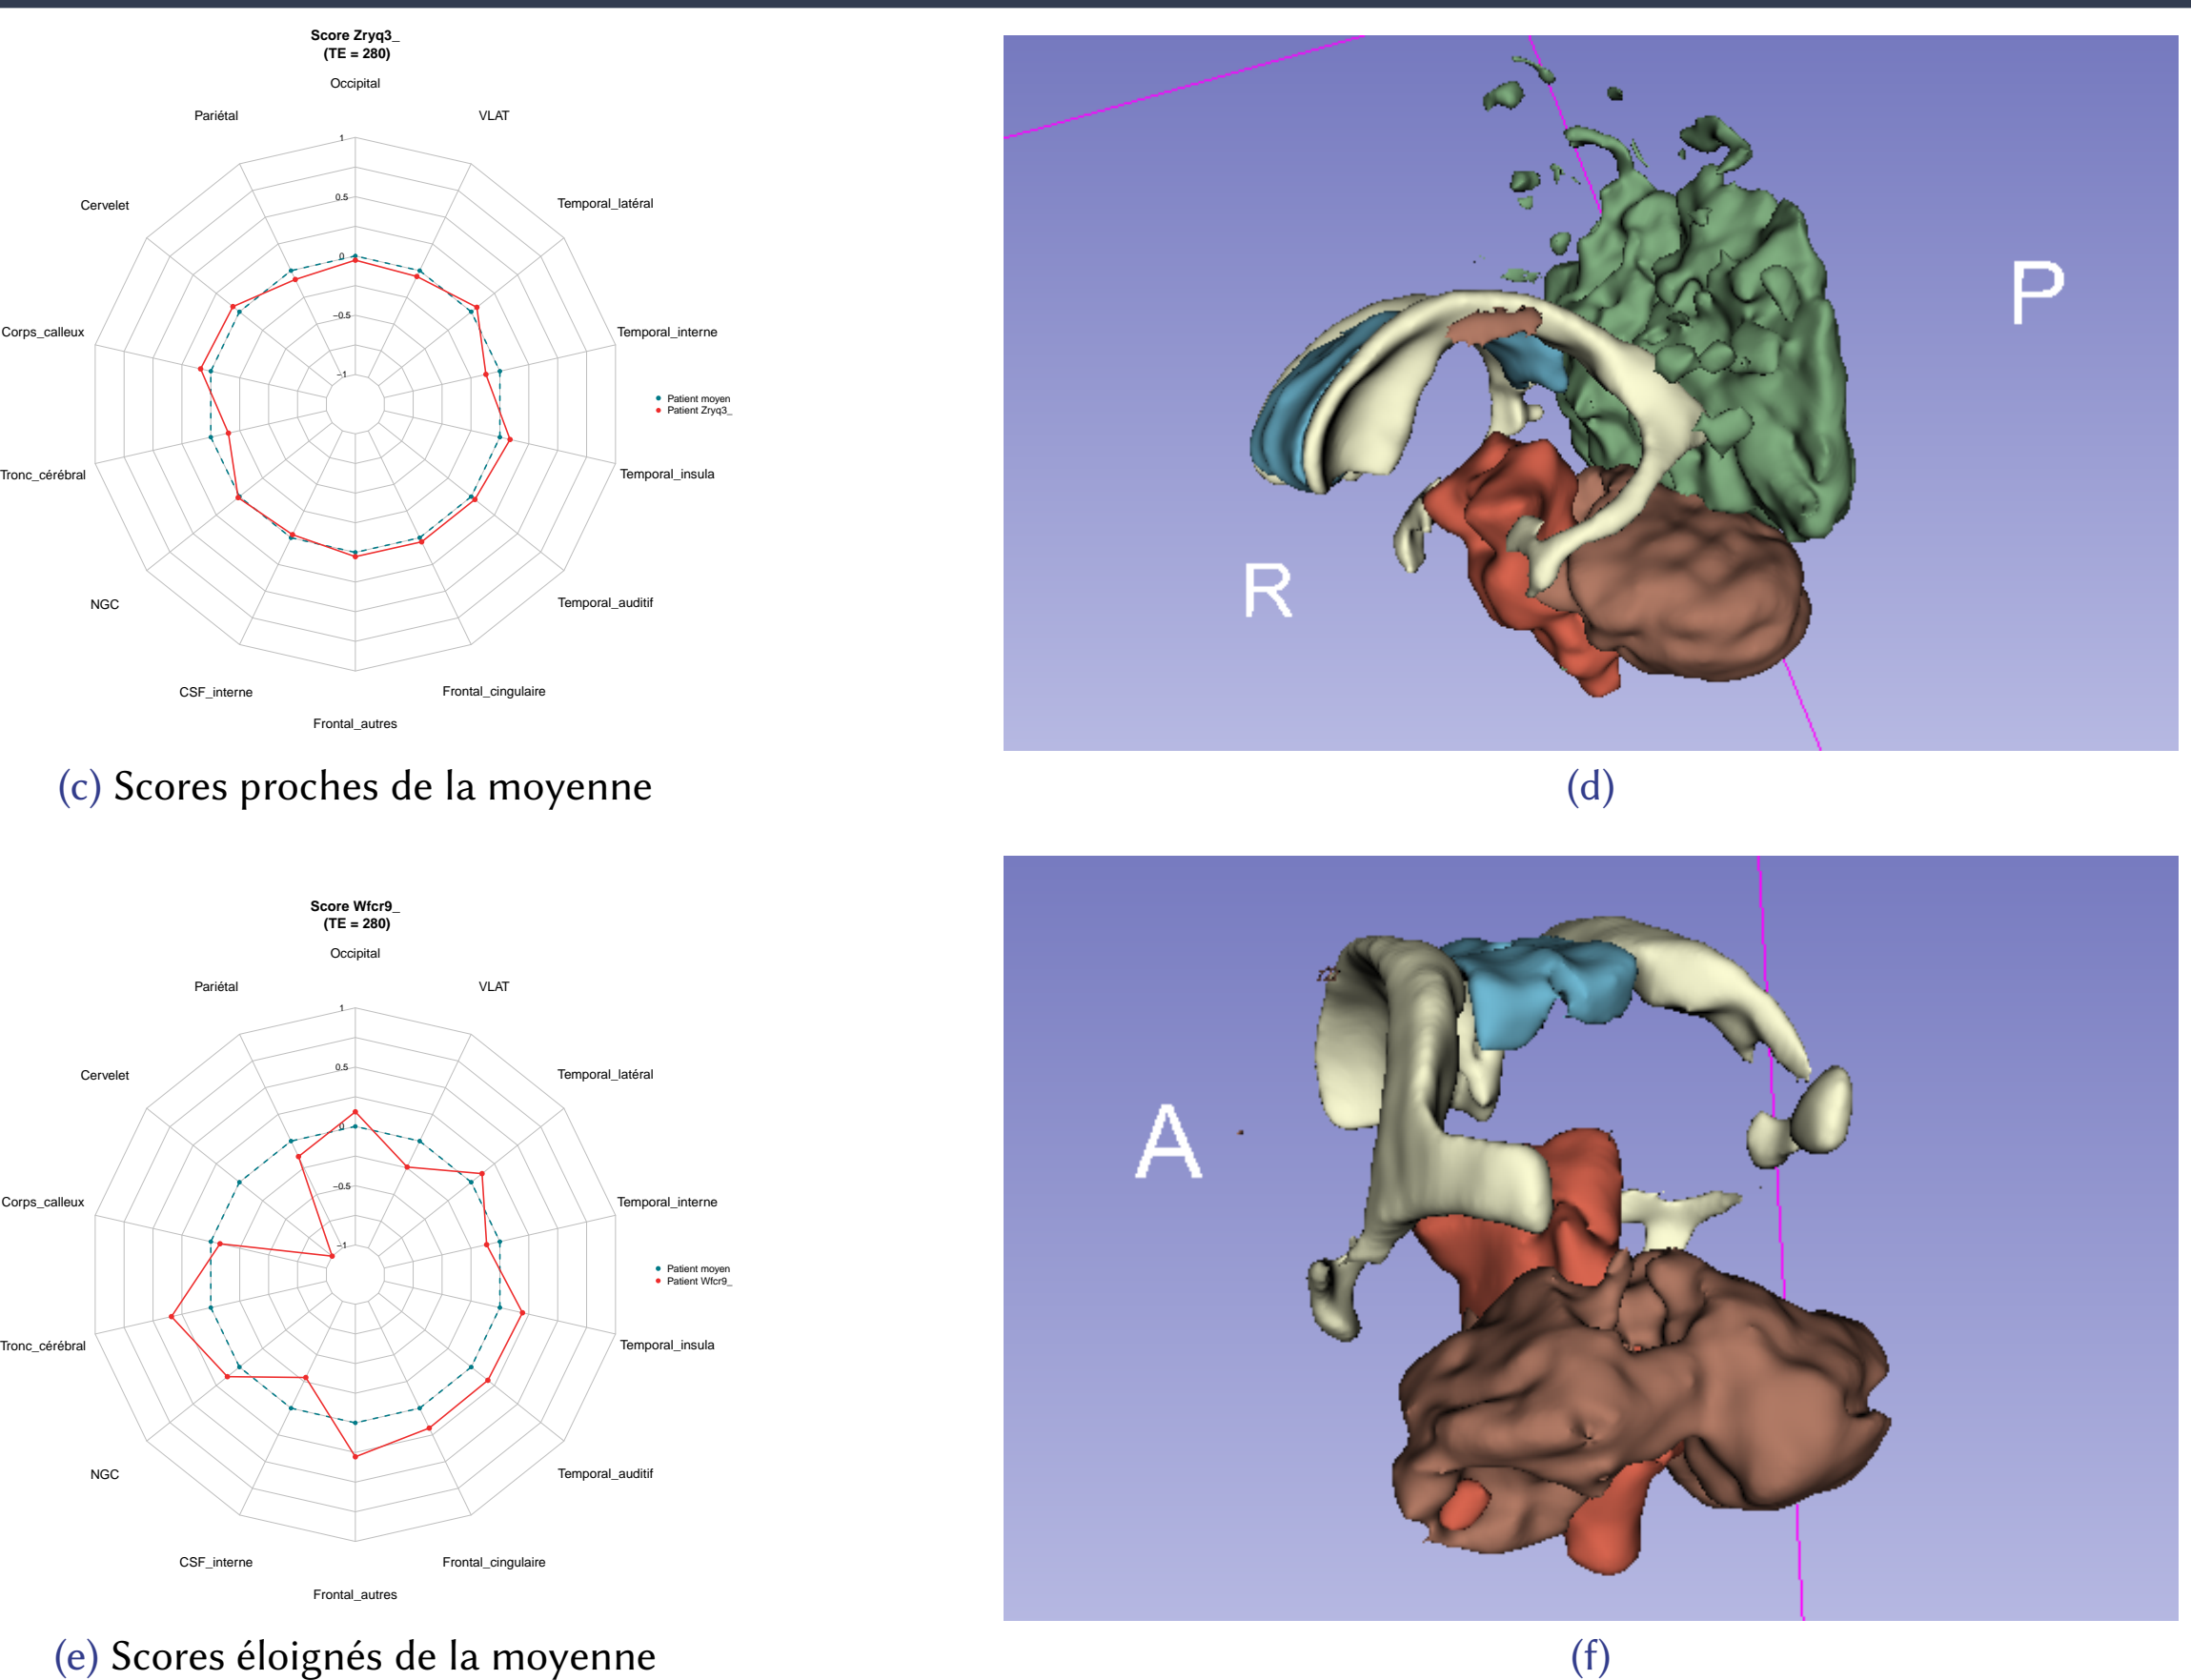 Score Zryq3_
(TE = 280)
Occipital
Pariétal
VLAT
Cervelet
Temporal_latéral
Corps_calleux
Temporal_interne
Tronc_cérébral
Temporal_insula
NGC
Temporal_auditif
CSF_interne
Frontal_cingulaire
Frontal_autres
1
0.5
0
−0.5
−1
Patient moyen
Patient Zryq3_
(c) Scores proches de la moyenne
P
R
(d)
Score Wfcr9_
(TE = 280)
Occipital
Pariétal
VLAT
Cervelet
Temporal_latéral
Corps_calleux
Temporal_interne
Tronc_cérébral
Temporal_insula
NGC
Temporal_auditif
CSF_interne
Frontal_cingulaire
Frontal_autres
1
0.5
0
−0.5
−1
Patient moyen
Patient Wfcr9_
(e) Scores éloignés de la moyenne
A
(f)